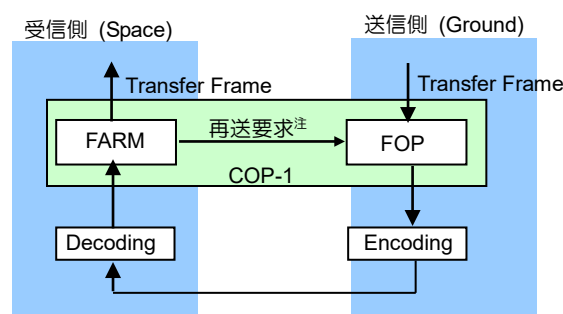 受信側 (Space)
送信側 (Ground)
Transfer Frame
Transfer Frame
FARM
再送要求注
FOP
COP-1
Decoding
Encoding